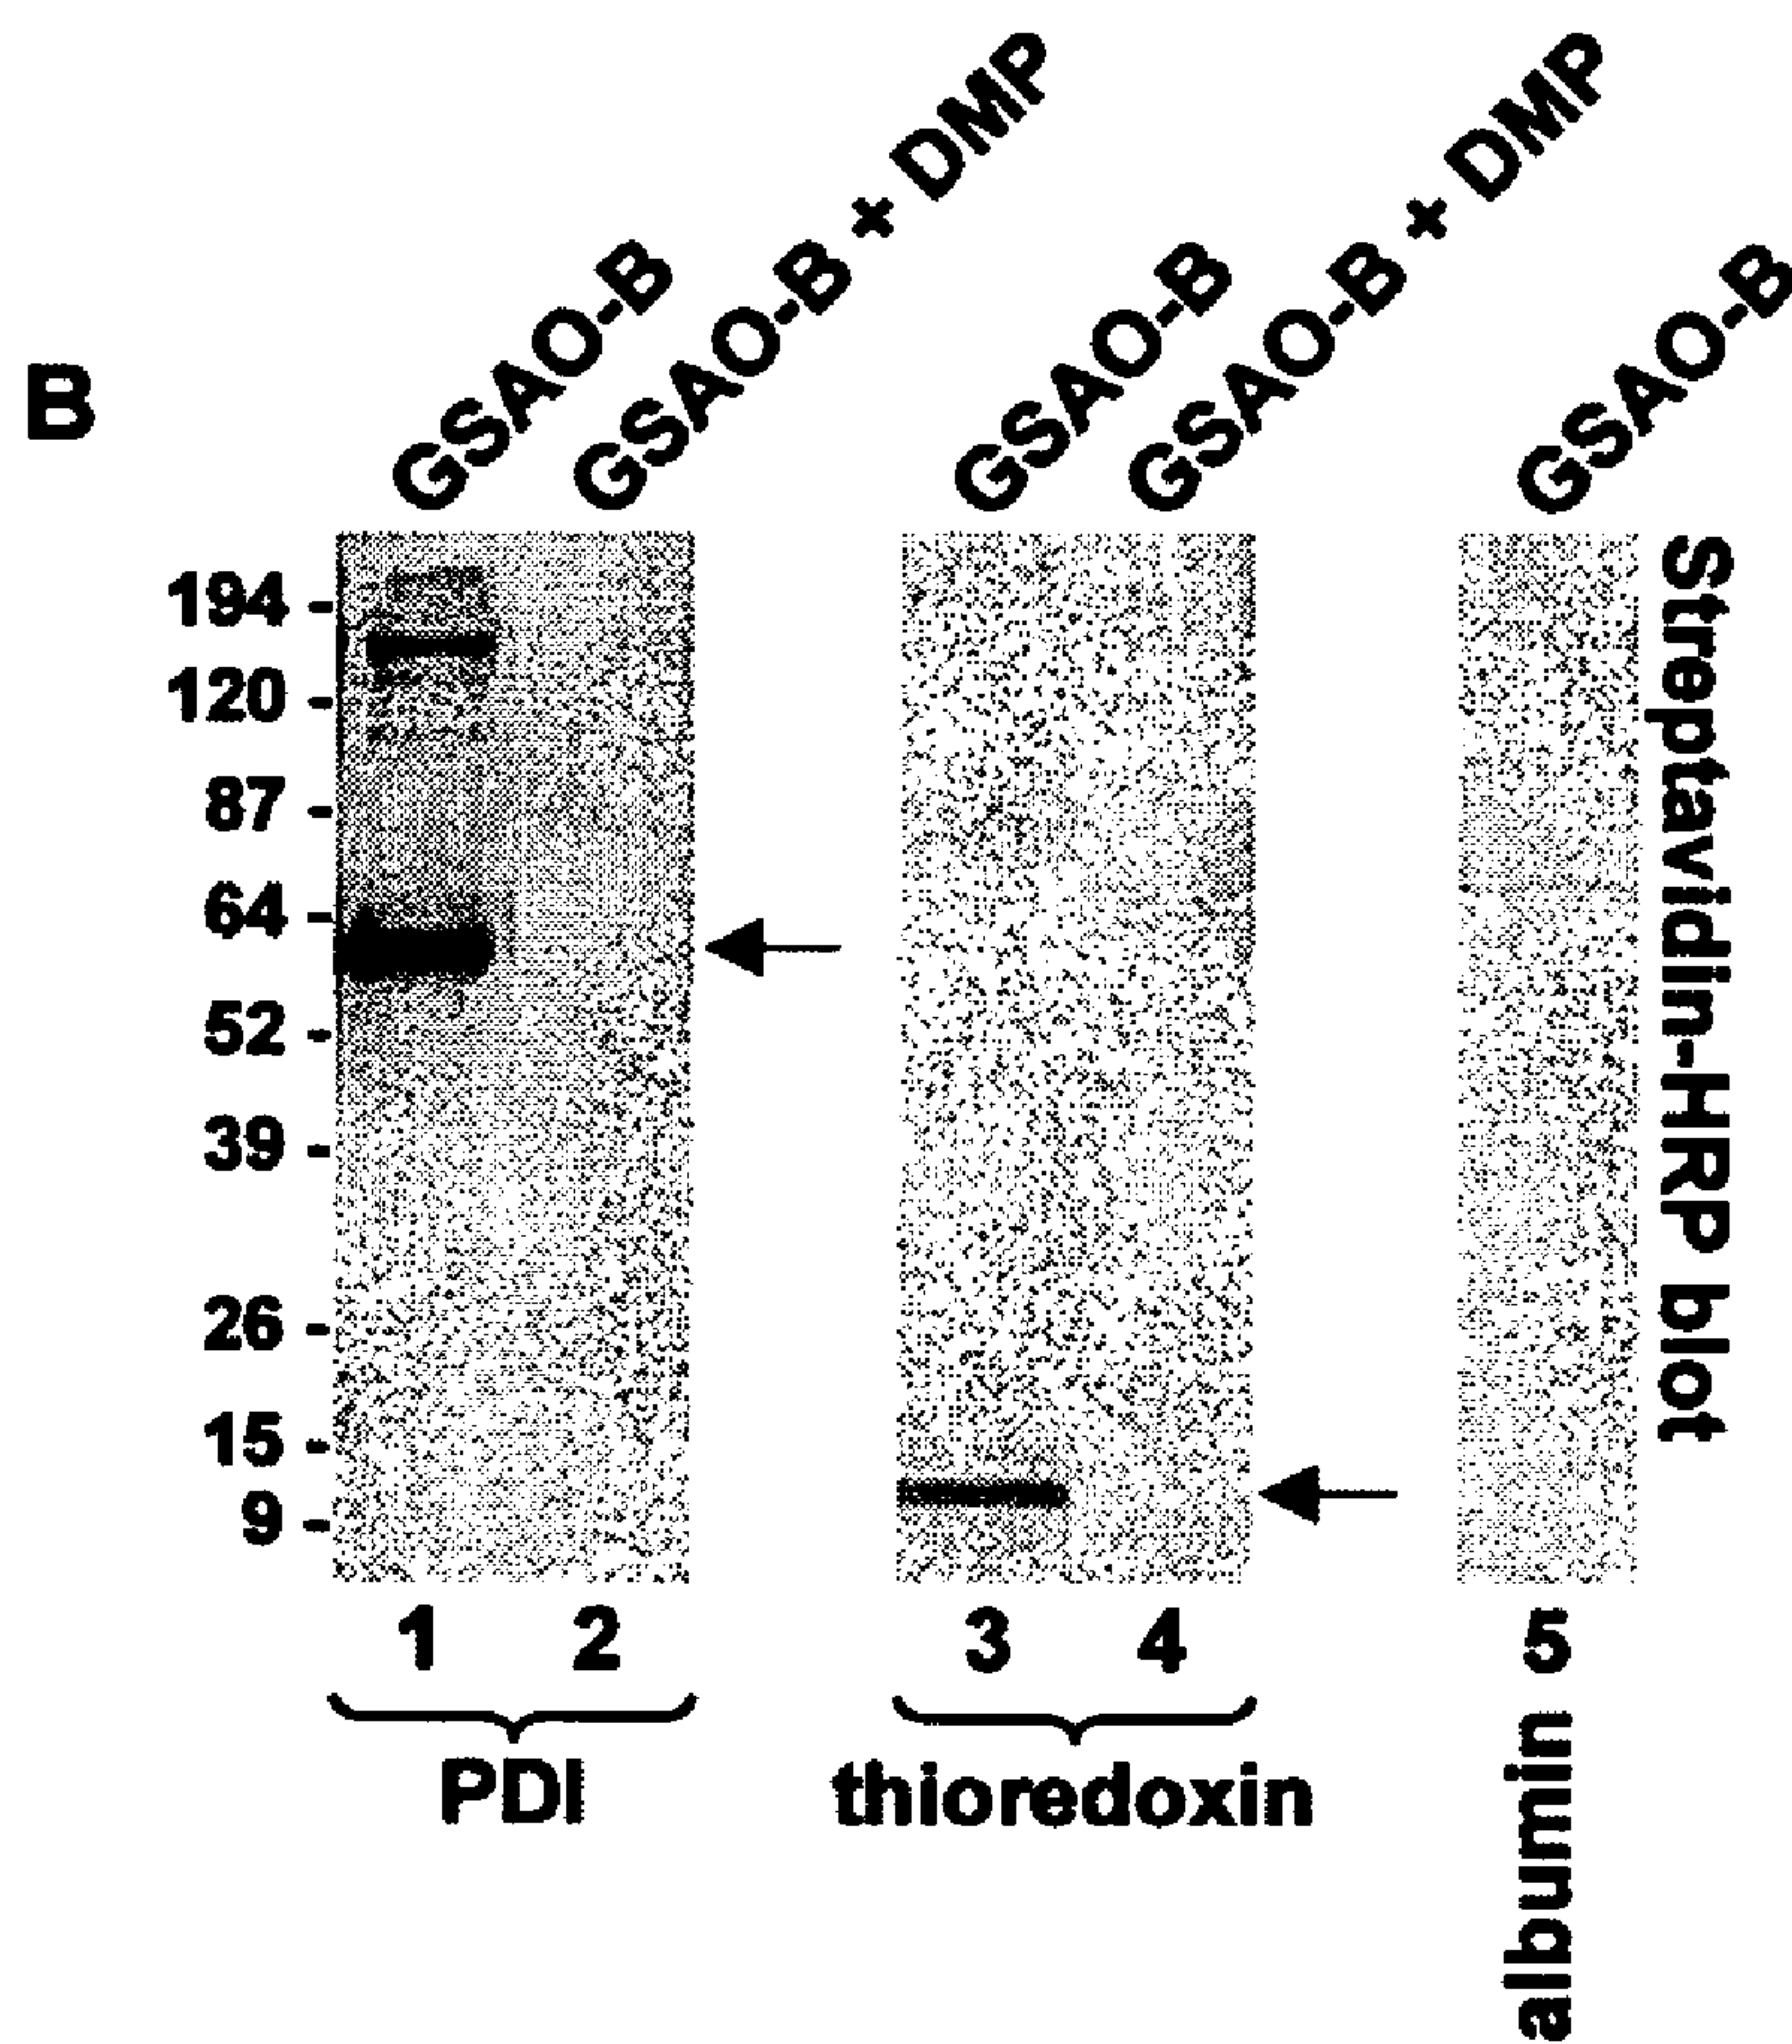 B
GSAO-B
GSAO-B + DMP
GSAO-B
GSAO-B + DMP
GSAO-B
194 -
120 -
87 -
64 -
52 -
39 -
26 -
15 -
9 -
Streptavidin-HRP blot
1 2 3 4 5
PDI
thioredoxin
albumin